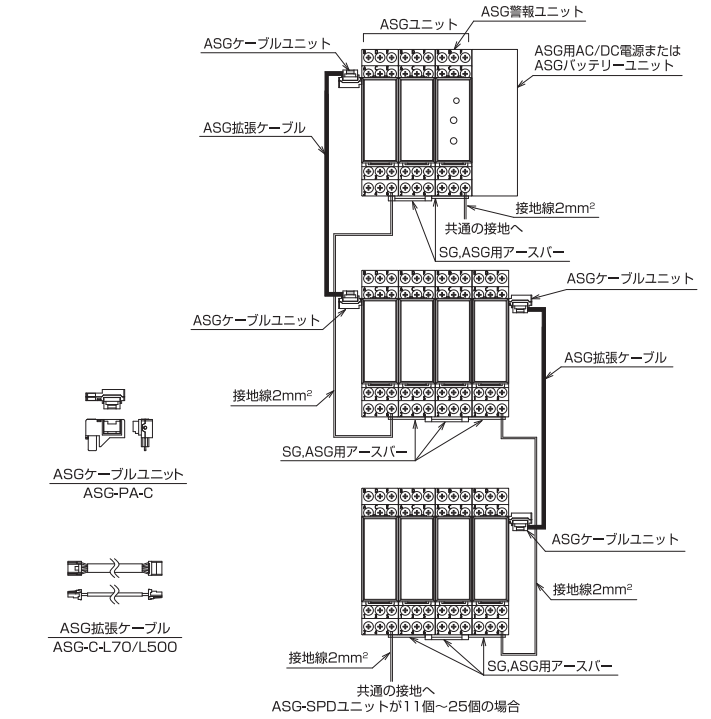 ASG警報ユニット
ASGユニット
ASGケーブルユニット
ASG用AC/DC電源または
ASGバッテリーユニット
ASG拡張ケーブル
接地線2mm²
共通の接地へ
SG,ASG用アースバー
ASGケーブルユニット
ASGケーブルユニット
ASG拡張ケーブル
接地線2mm²
SG,ASG用アースバー
ASGケーブルユニット
ASG-PA-C
ASGケーブルユニット
接地線2mm²
ASG拡張ケーブル
ASG-C-L70/L500
接地線2mm²
SG,ASG用アースバー
共通の接地へ
ASG-SPDユニットが11個〜25個の場合